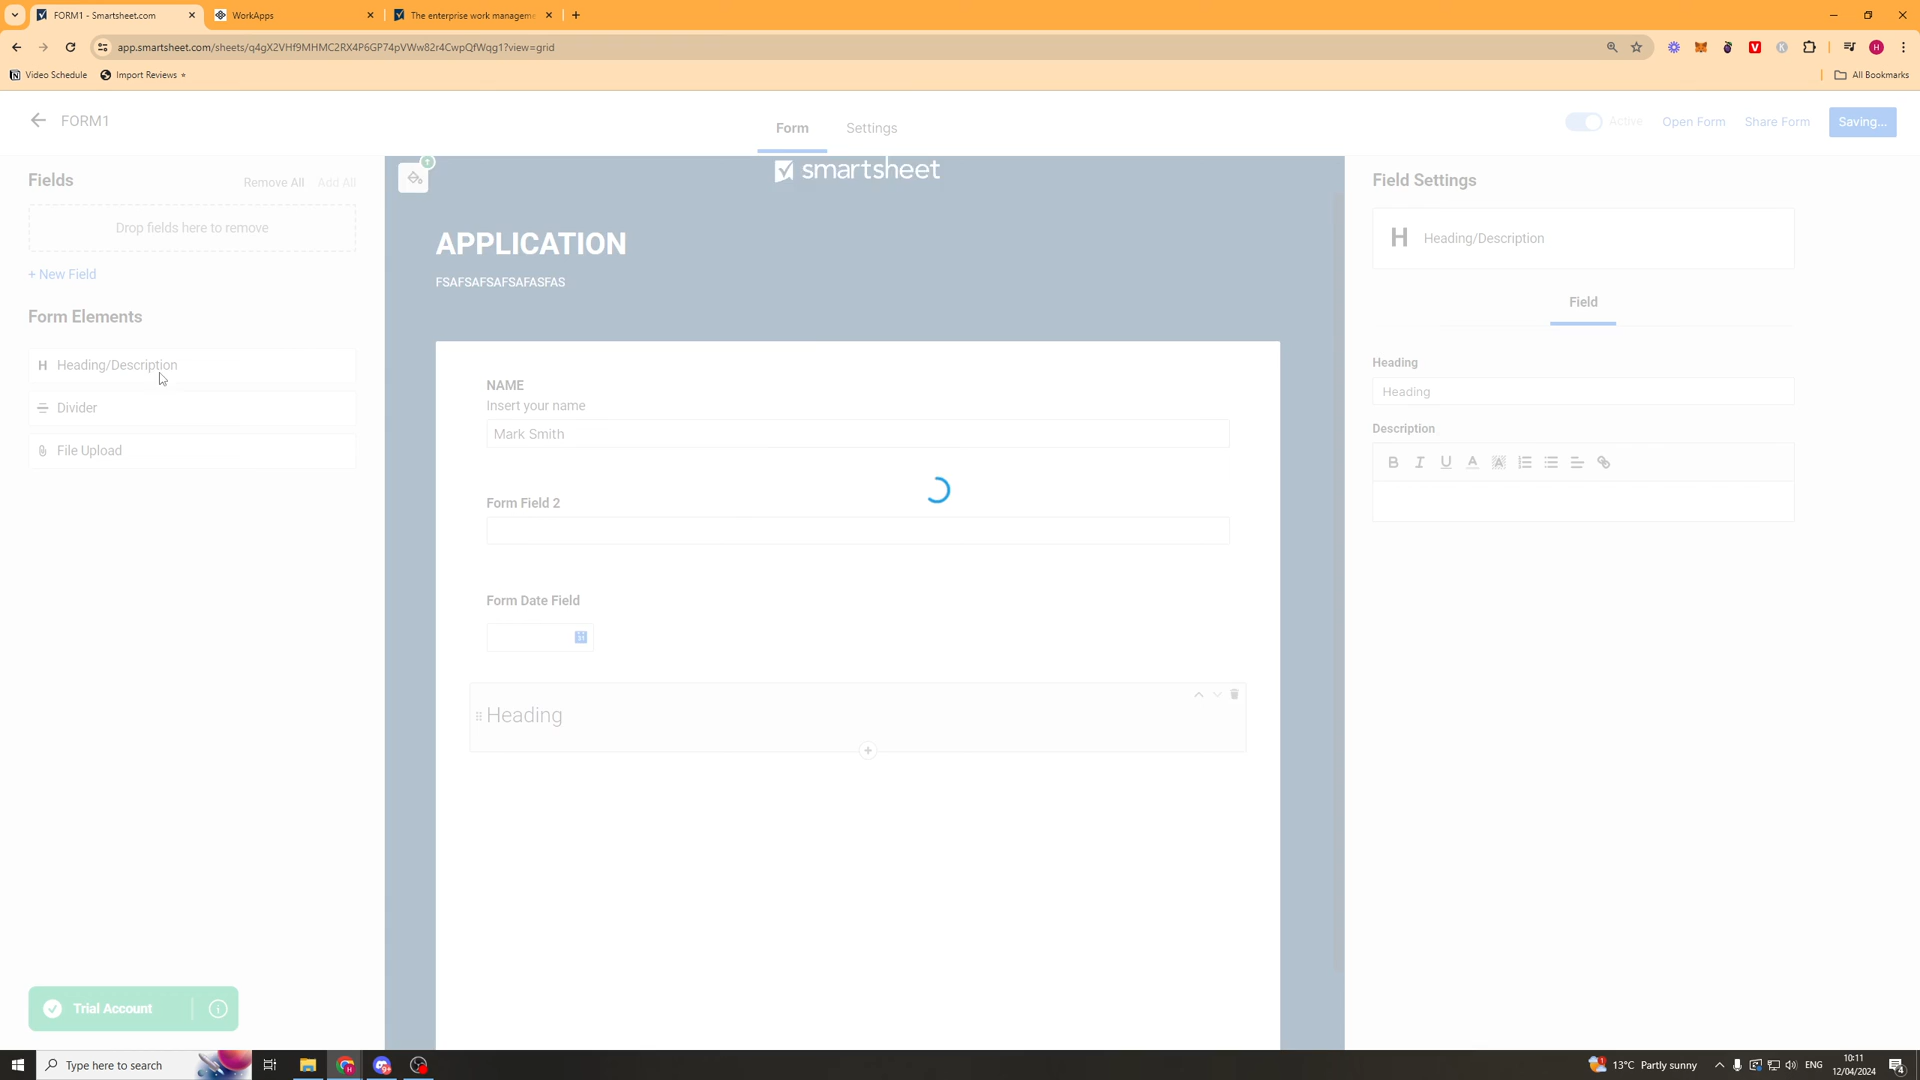 FORM1 - Smartsheet.com
WorkApps
The enterprise work managem
app.smartsheet.com/sheets/q4gX2VHf9MHMC2RX4P6GP74pVWw82r4CwpQfWqg1?view=grid
Video Schedule
Import Reviews
All Bookmarks
FORM1
Form
Settings
Active
Open Form
Share Form
Saving...
Fields
Remove All
Add All
Drop fields here to remove
+ New Field
Form Elements
H Heading/Description
Divider
File Upload
smartsheet
APPLICATION
FSAFSAFSAFSAFASFAS
NAME
Insert your name
Mark Smith
Form Field 2
Form Date Field
31
Heading
Field Settings
H Heading/Description
Field
Heading
Heading
Description
B I U A A
Trial Account
Type here to search
13°C Partly sunny
ENG
10:11
12/04/2024
4